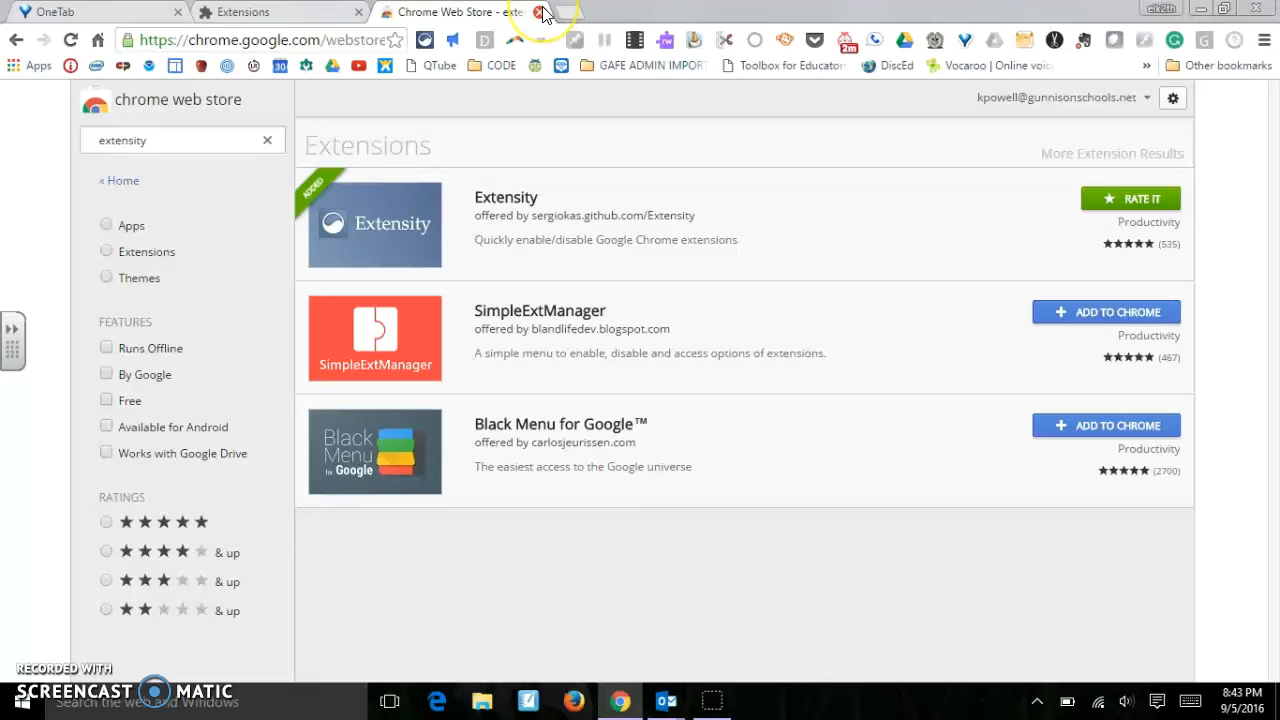 OneTab
Extensions
Chrome Web Store - exte
elk2th
https://chrome.google.com/webstore
2m
Apps
30
QTube
CODE
GAFE ADMIN IMPORT
Toolbox for Educators
DiscEd
Vocaroo | Online voic
»
Other bookmarks
chrome web store
kpowell@gunnisonschools.net
extensity
« Home
Apps
Extensions
Themes
FEATURES
Runs Offline
By Google
Free
Available for Android
Works with Google Drive
RATINGS
& up
& up
& up
Extensions
More Extension Results
ADDED
Extensity
Extensity
offered by sergiokas.github.com/Extensity
Quickly enable/disable Google Chrome extensions
RATE IT
Productivity
(535)
SimpleExtManager
SimpleExtManager
offered by blandlifedev.blogspot.com
A simple menu to enable, disable and access options of extensions.
ADD TO CHROME
Productivity
(467)
Black Menu for Google
Black Menu for Google™
offered by carlosjeurissen.com
The easiest access to the Google universe
ADD TO CHROME
Productivity
(2700)
RECORDED WITH
SCREENCAST MATIC
Search the web and Windows
8:43 PM
9/5/2016